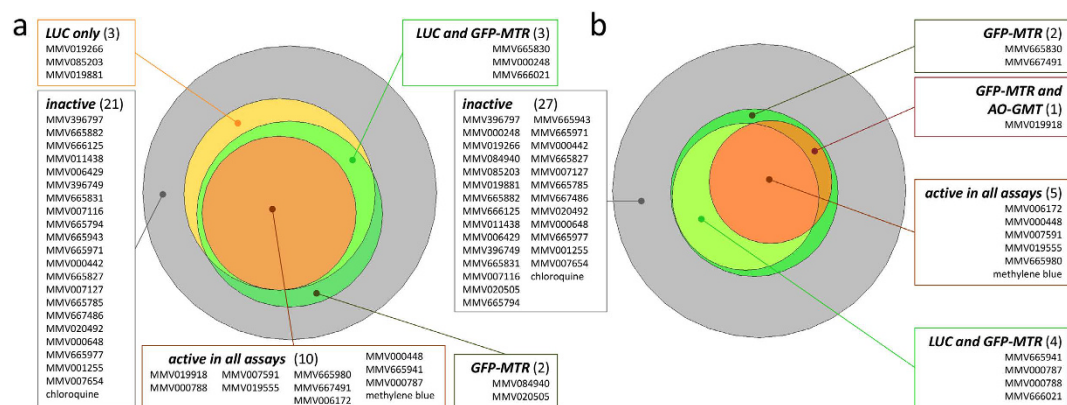 a
LUC only (3)
MMV019266
MMV085203
MMV019881
LUC and GFP-MTR (3)
MMV665830
MMV000248
MMV666021
inactive (21)
MMV396797
MMV665882
MMV666125
MMV011438
MMV006429
MMV396749
MMV665831
MMV007116
MMV665794
MMV665943
MMV665971
MMV000442
MMV665827
MMV007127
MMV665785
MMV667486
MMV020492
MMV000648
MMV665977
MMV001255
MMV007654
chloroquine
active in all assays (10)
MMV019918 MMV007591 MMV665980 MMV000448
MMV000788 MMV019555 MMV667491 MMV665941
MMV006172 MMV000787
methylene blue
GFP-MTR (2)
MMV084940
MMV020505
b
inactive (27)
MMV396797 MMV665943
MMV000248 MMV665971
MMV019266 MMV000442
MMV084940 MMV665827
MMV085203 MMV007127
MMV019881 MMV665785
MMV665882 MMV667486
MMV666125 MMV020492
MMV011438 MMV000648
MMV006429 MMV665977
MMV396749 MMV001255
MMV665831 MMV007654
MMV007116 chloroquine
MMV020505
MMV665794
GFP-MTR (2)
MMV665830
MMV667491
GFP-MTR and
AO-GMT (1)
MMV019918
active in all assays (5)
MMV006172
MMV000448
MMV007591
MMV019555
MMV665980
methylene blue
LUC and GFP-MTR (4)
MMV665941
MMV000787
MMV000788
MMV666021